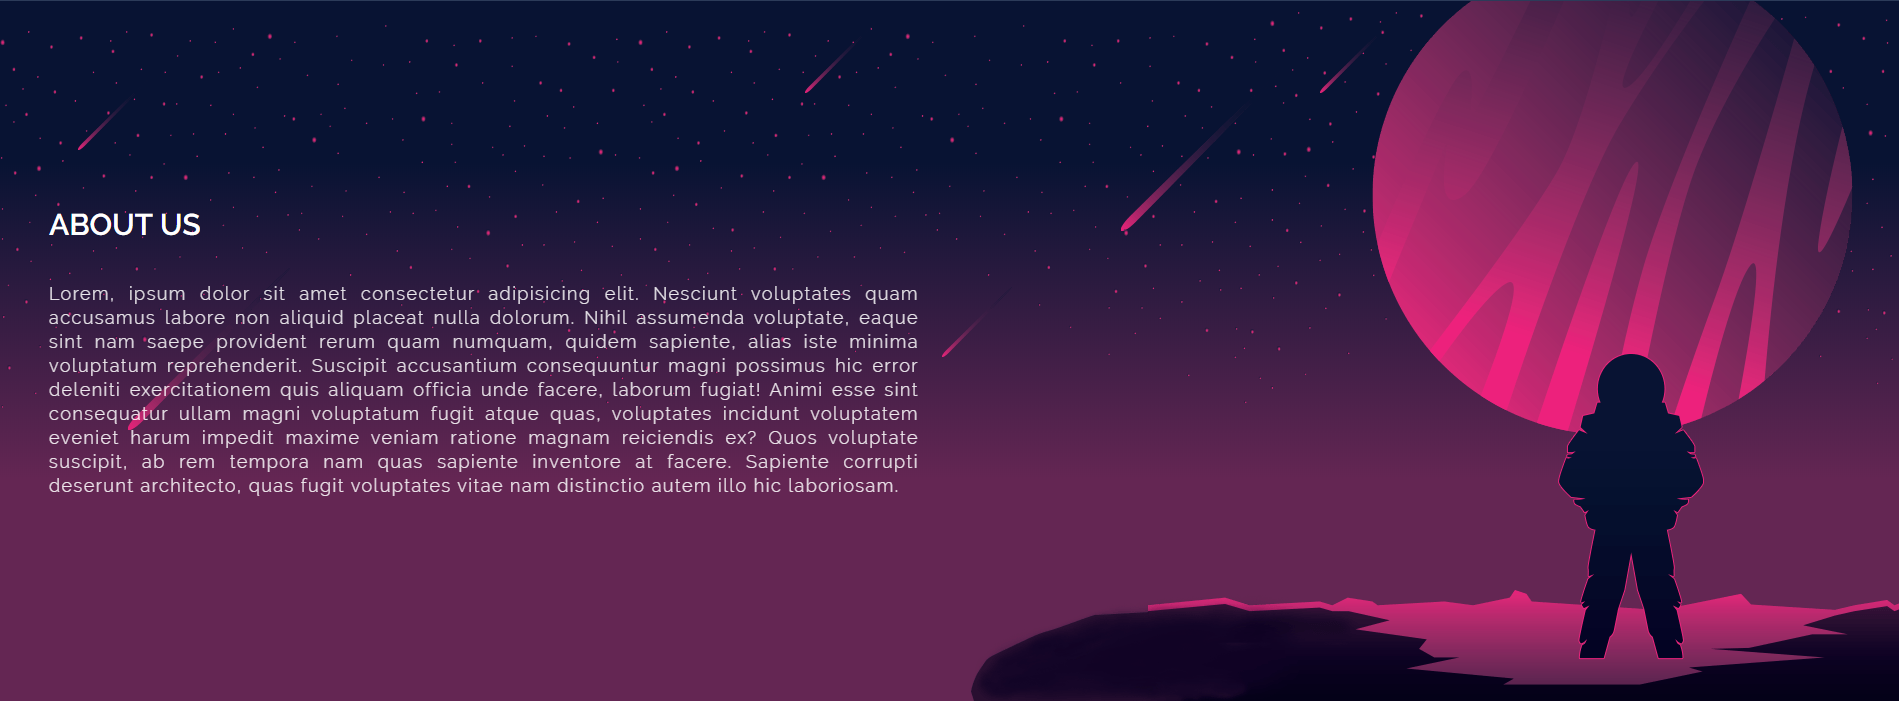 ABOUT US
Lorem, ipsum dolor sit amet consectetur adipisicing elit. Nesciunt voluptates quam
accusamus labore non aliquid placeat nulla dolorum. Nihil assumenda voluptate, eaque
sint nam saepe provident rerum quam numquam, quidem sapiente, alias iste minima
voluptatum reprehenderit. Suscipit accusantium consequuntur magni possimus hic error
deleniti exercitationem quis aliquam officia unde facere, laborum fugiat! Animi esse sint
consequatur ullam magni voluptatum fugit atque quas, voluptates incidunt voluptatem
eveniet harum impedit maxime veniam ratione magnam reiciendis ex? Quos voluptate
suscipit, ab rem tempora nam quas sapiente inventore at facere. Sapiente corrupti
deserunt architecto, quas fugit voluptates vitae nam distinctio autem illo hic laboriosam.